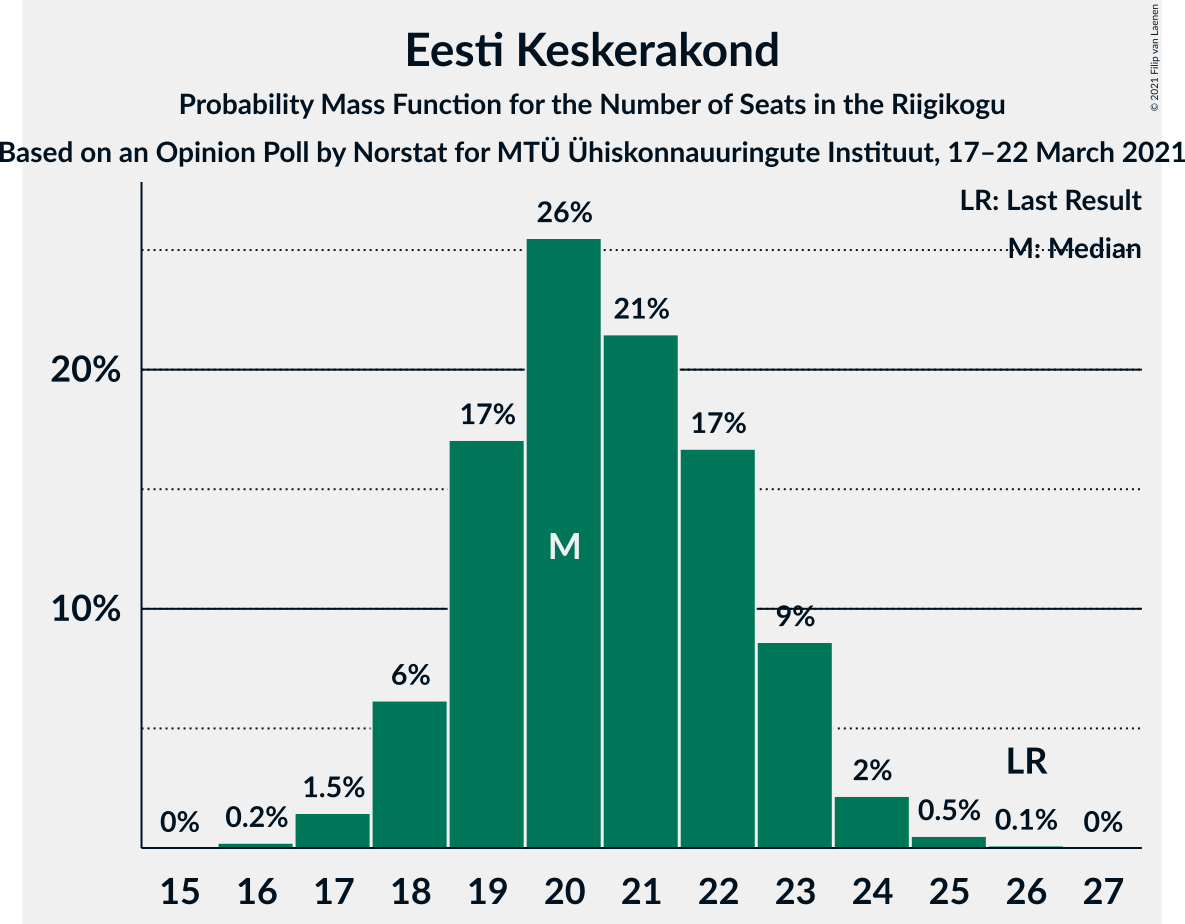 Eesti Keskerakond
Probability Mass Function for the Number of Seats in the Riigikogu
Based on an Opinion Poll by Norstat for MTÜ Ühiskonnauuringute Instituut, 17–22 March 2021
© 2021 Filip van Laenen
LR: Last Result
M: Median
26%
21%
20%
17%
17%
M
10%
9%
6%
LR
2%
1.5%
0.5%
0.2%
0.1%
0%
0%
15 16 17 18 19 20 21 22 23 24 25 26 27